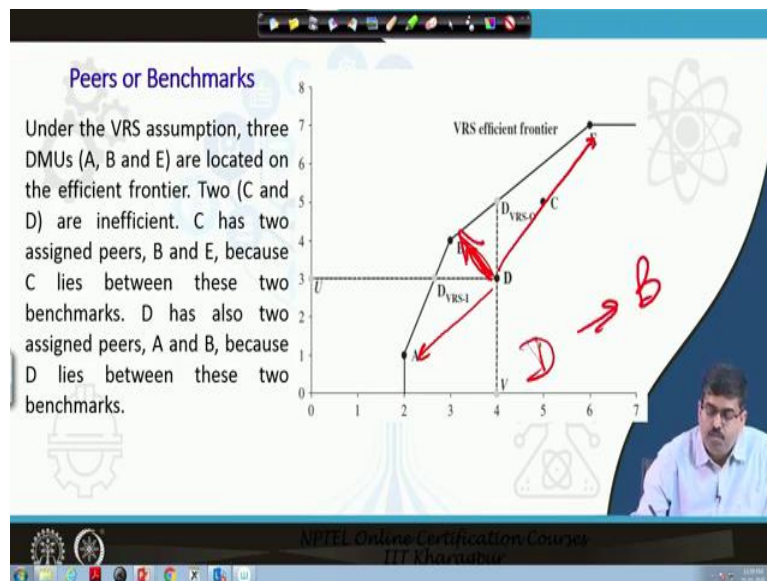 Peers or Benchmarks
Under the VRS assumption, three
DMUs (A, B and E) are located on
the efficient frontier. Two (C and
D) are inefficient. C has two
assigned peers, B and E, because
C lies between these two
benchmarks. D has also two
assigned peers, A and B, because
D lies between these two
benchmarks.
8
7
6
5
4
3
2
1
0
VRS efficient frontier
D VRS-O
C
U
D VRS-I
D
A
V
D → B
0 1 2 3 4 5 6 7
NPTEL Online Certification Courses
IIT Kharagpur